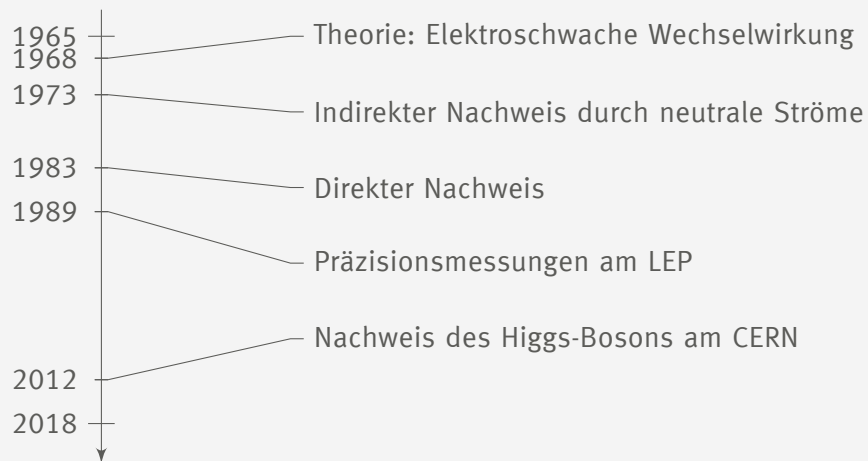 1965
Theorie: Elektroschwache Wechselwirkung
1968
1973
Indirekter Nachweis durch neutrale Ströme
1983
Direkter Nachweis
1989
Präzisionsmessungen am LEP
Nachweis des Higgs-Bosons am CERN
2012
2018